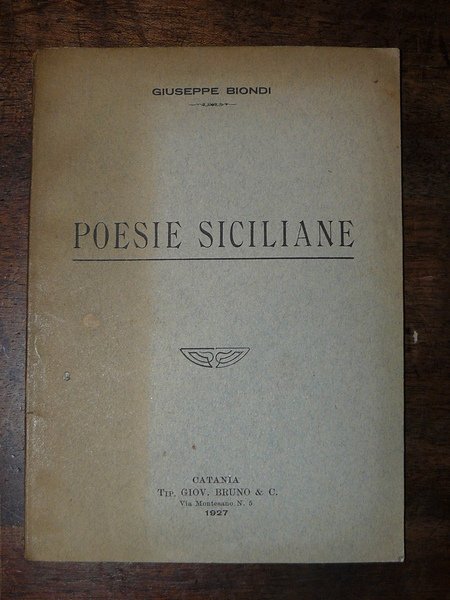 GIUSEPPE BIONDI
POESIE SICILIANE
CATANIA
TIP. GIOV. BRUNO & C.
Via Montesano N. 5
1927